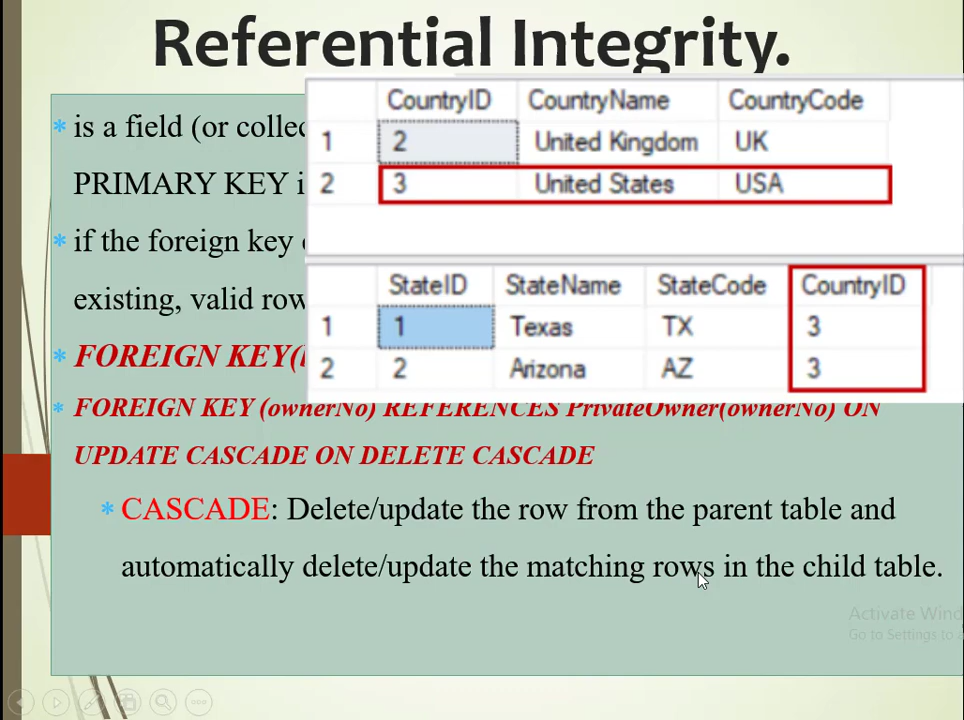 Referential Integrity.
* is a field (or
PRIMARY KEY
* if the foreign key
existing, valid
* FOREIGN KEY(
CountryID CountryName CountryCode
1 2 United Kingdom UK
2 3 United States USA
StateID StateName StateCode CountryID
1 1 Texas TX 3
2 2 Arizona AZ 3
* FOREIGN KEY (ownerNo) REFERENCES PrivateOwner(ownerNo) ON
UPDATE CASCADE ON DELETE CASCADE
* CASCADE: Delete/update the row from the parent table and
automatically delete/update the matching rows in the child table.
Activate
Go to Settings to